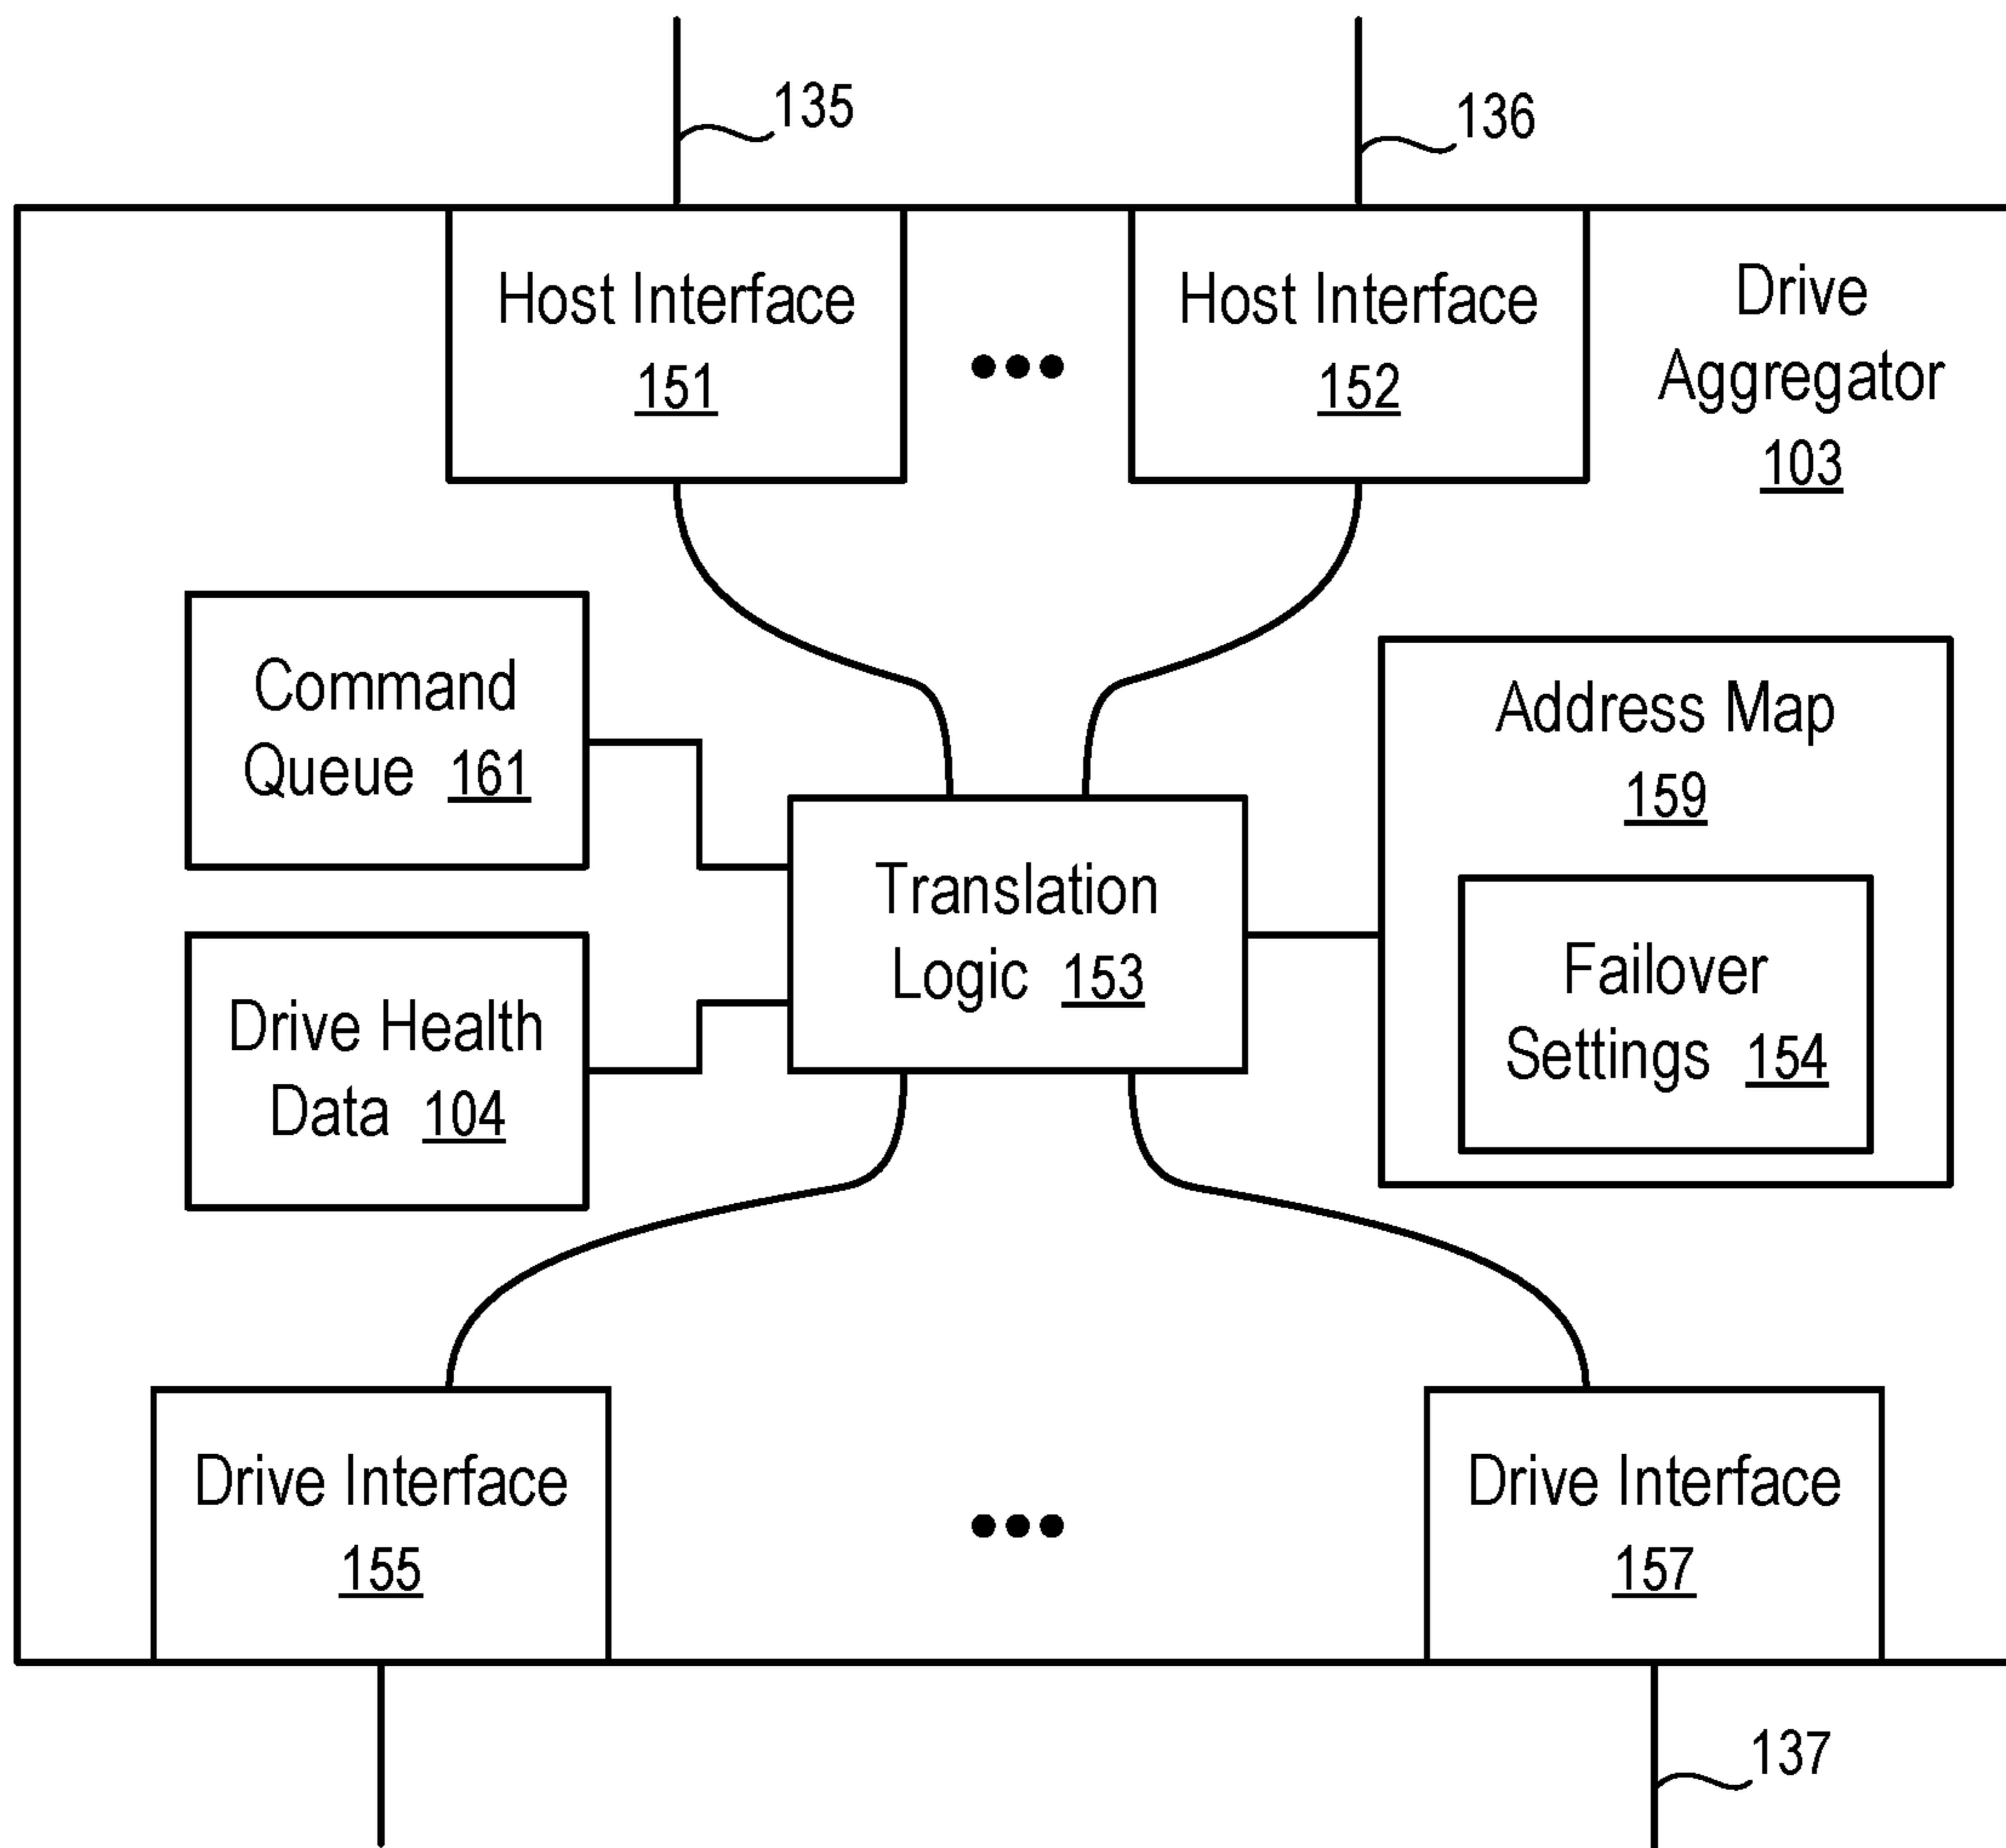 135
136
Host Interface
151
Host Interface
152
Drive
Aggregator
103
Command
Queue 161
Address Map
159
Translation
Logic 153
Failover
Settings 154
Drive Health
Data 104
Drive Interface
155
Drive Interface
157
137